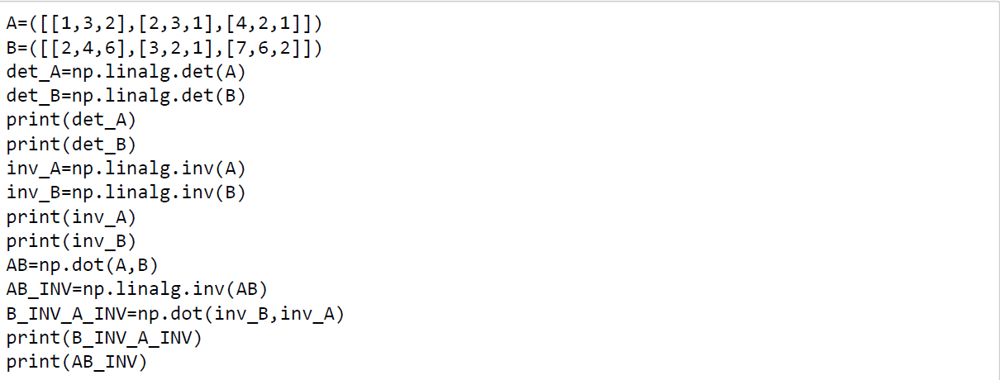 A=([[1,3,2],[2,3,1],[4,2,1]])
B=([[2,4,6],[3,2,1],[7,6,2]])
det_A=np.linalg.det(A)
det_B=np.linalg.det(B)
print(det_A)
print(det_B)
inv_A=np.linalg.inv(A)
inv_B=np.linalg.inv(B)
print(inv_A)
print(inv_B)
AB=np.dot(A,B)
AB_INV=np.linalg.inv(AB)
B_INV_A_INV=np.dot(inv_B,inv_A)
print(B_INV_A_INV)
print(AB_INV)